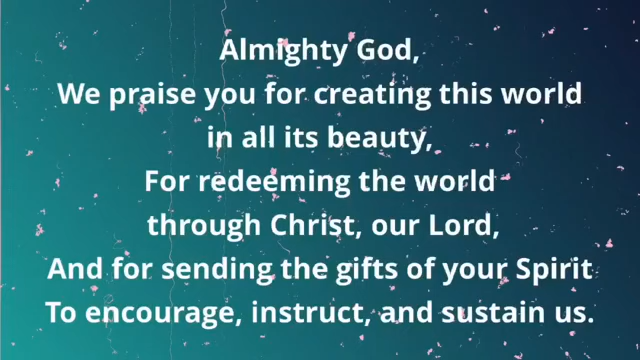 Almighty God,
We praise you for creating this world
in all its beauty,
For redeeming the world
through Christ, our Lord,
And for sending the gifts of your Spirit
To encourage, instruct, and sustain us.